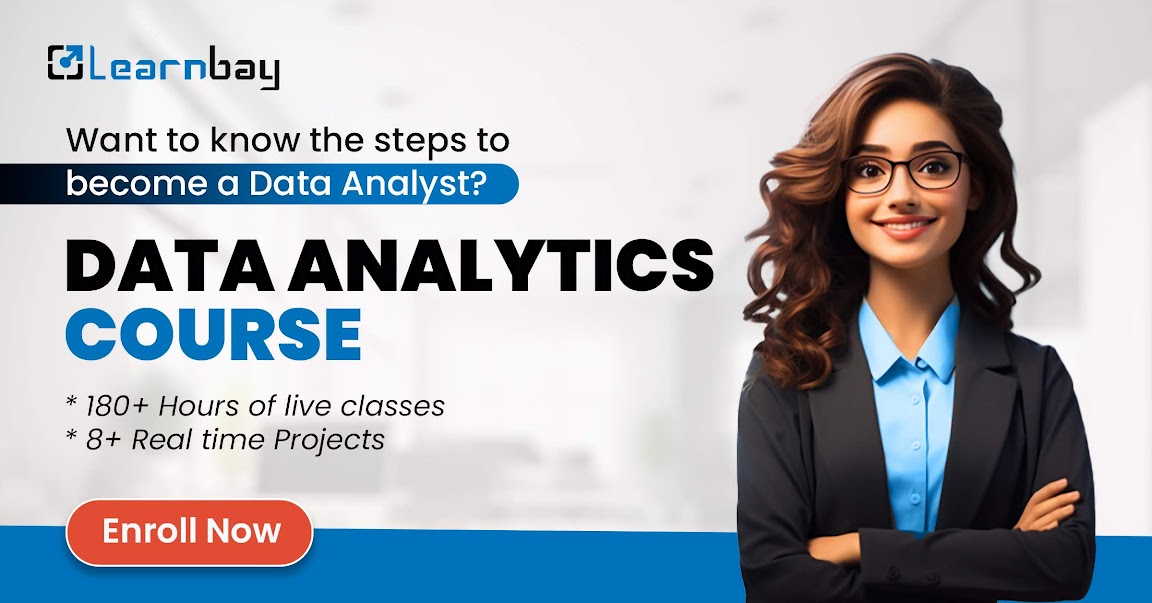 Learnbay
Want to know the steps to
become a Data Analyst?
DATA ANALYTICS
COURSE
* 180+ Hours of live classes
* 8+ Real time Projects
Enroll Now